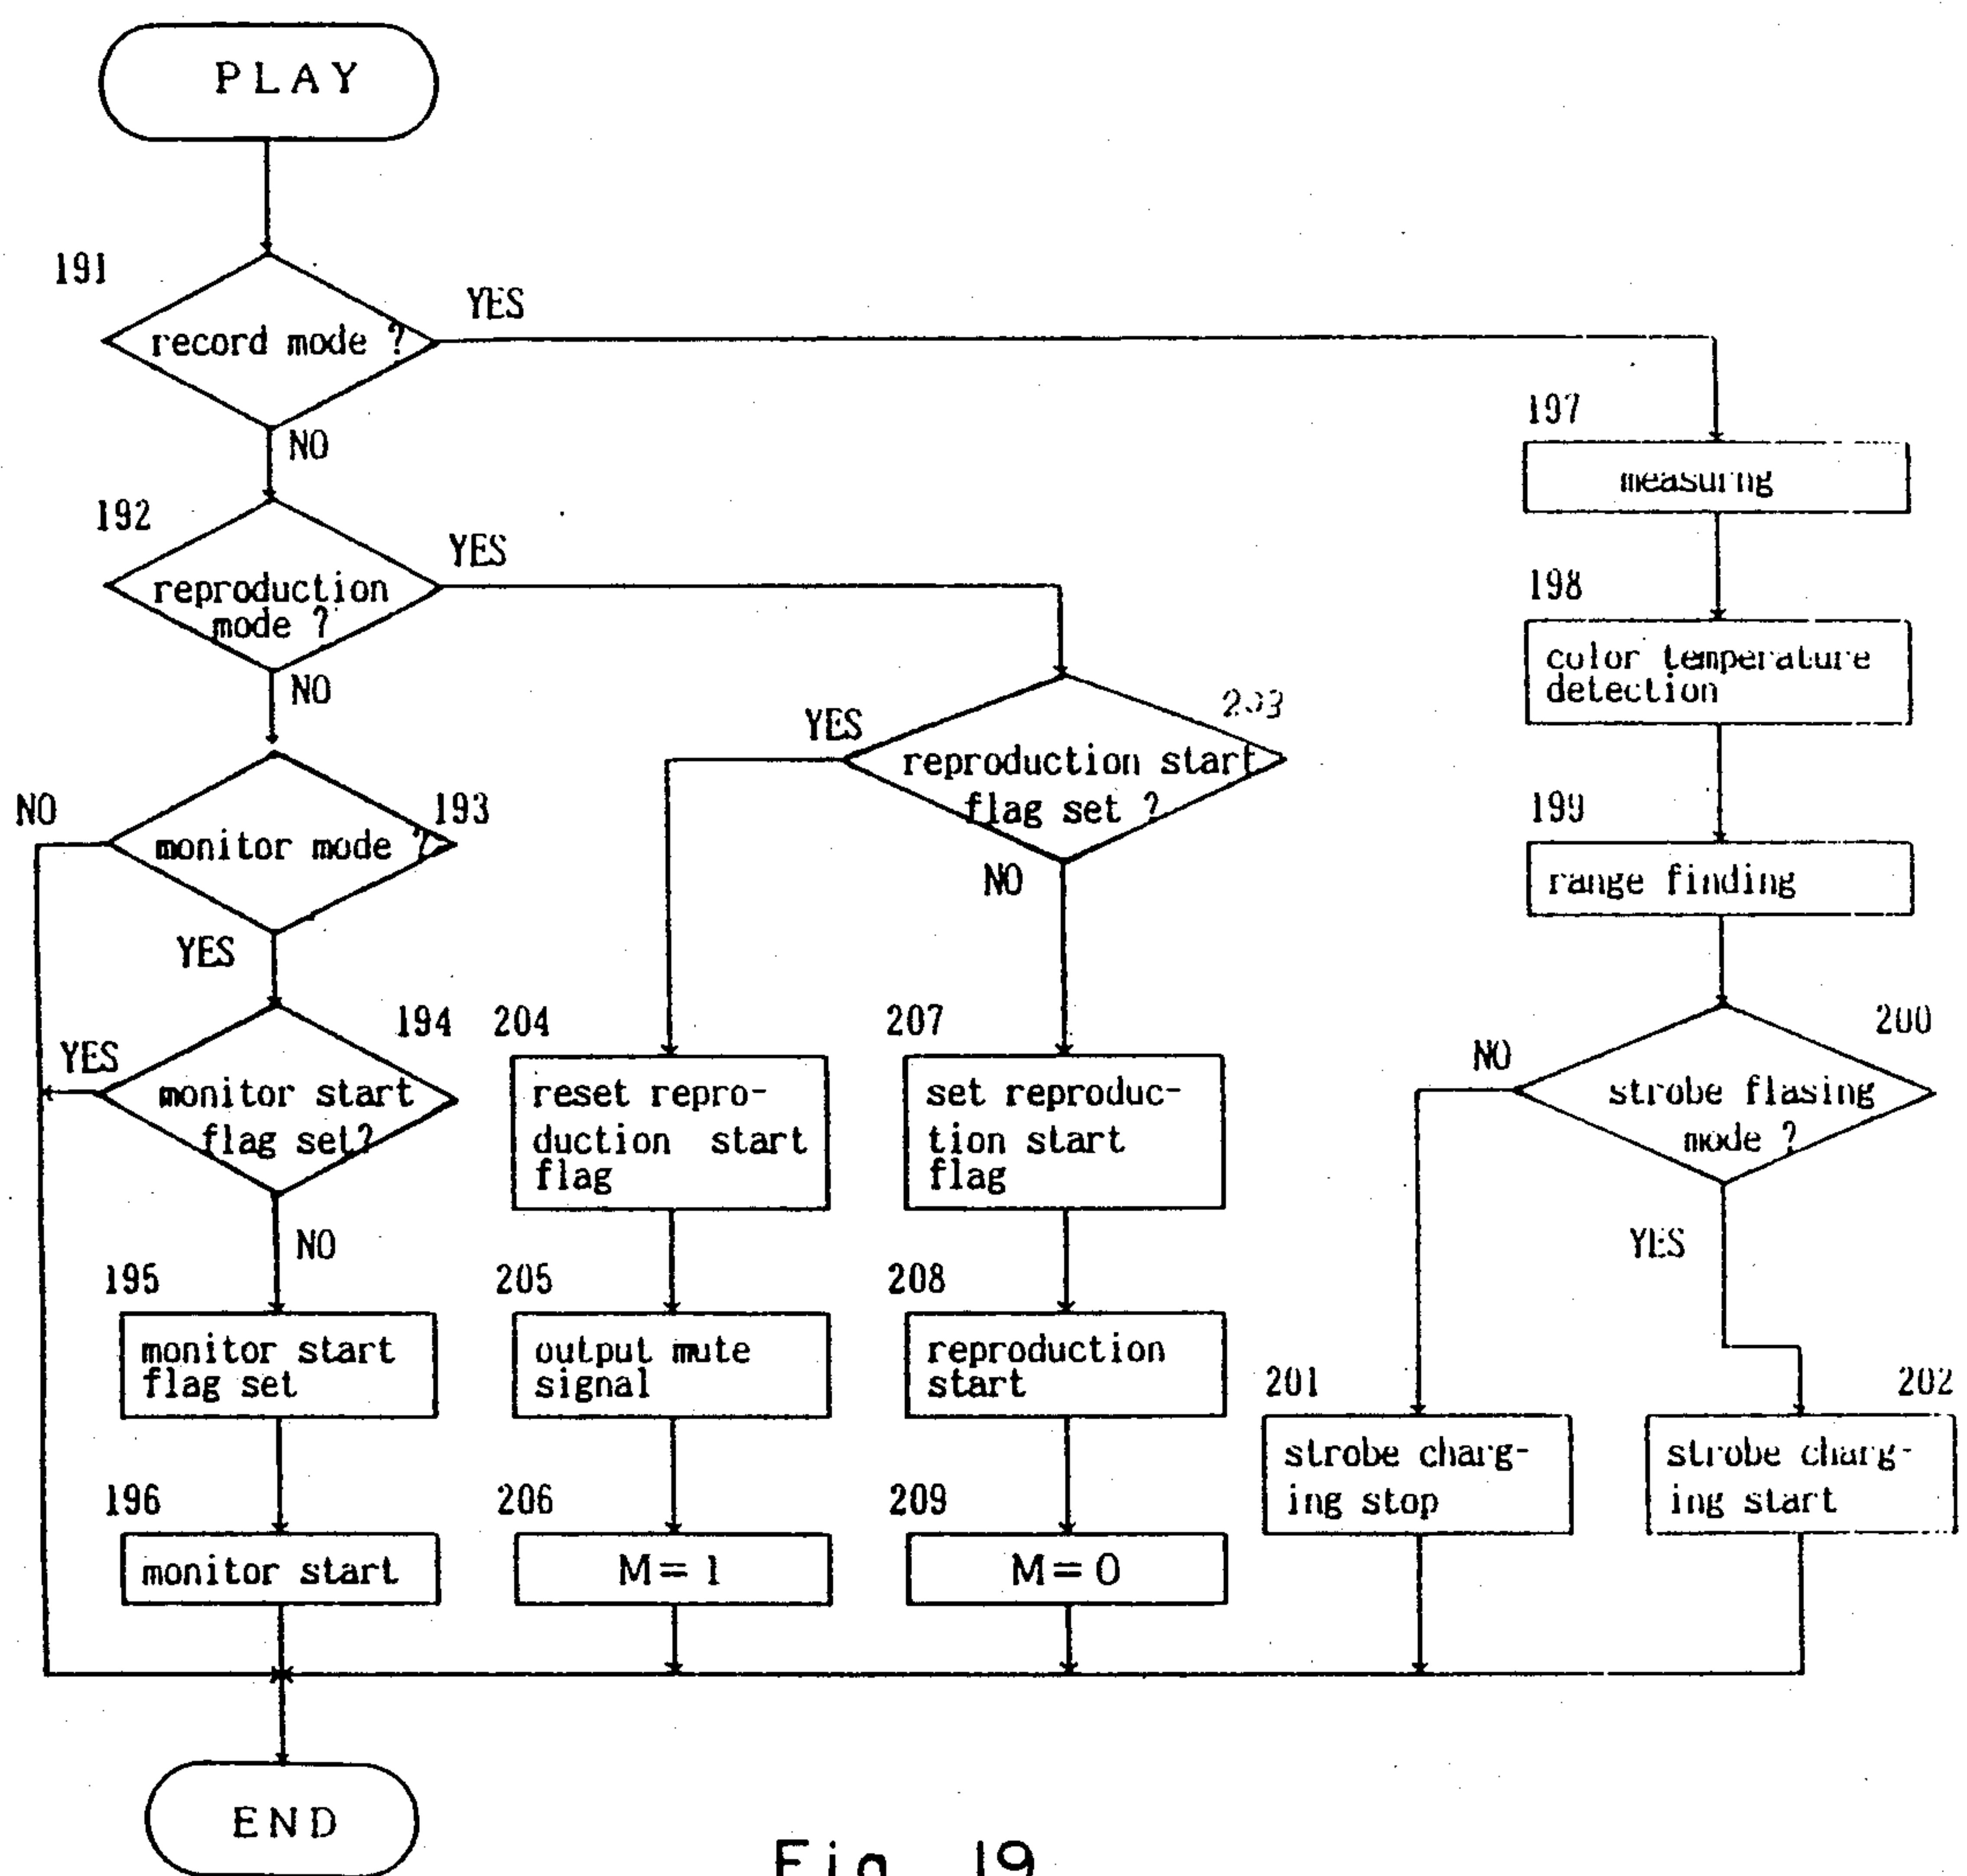 PLAY
191
record mode ?
YES
NO
192
reproduction
mode ?
YES
NO
193
monitor mode ?
NO
YES
194
monitor start
flag set?
YES
NO
195
monitor start
flag set
196
monitor start
203
reproduction start
flag set ?
YES
NO
204
reset repro-
duction start
flag
205
output mute
signal
206
M = 1
207
set reproduc-
tion start
flag
208
reproduction
start
209
M = 0
197
measurng
198
color temperature
detection
199
range finding
200
strobe flasing
mode ?
NO
YES
201
strobe charg-
ing stop
202
strobe charg-
ing start
END
Fig. 19